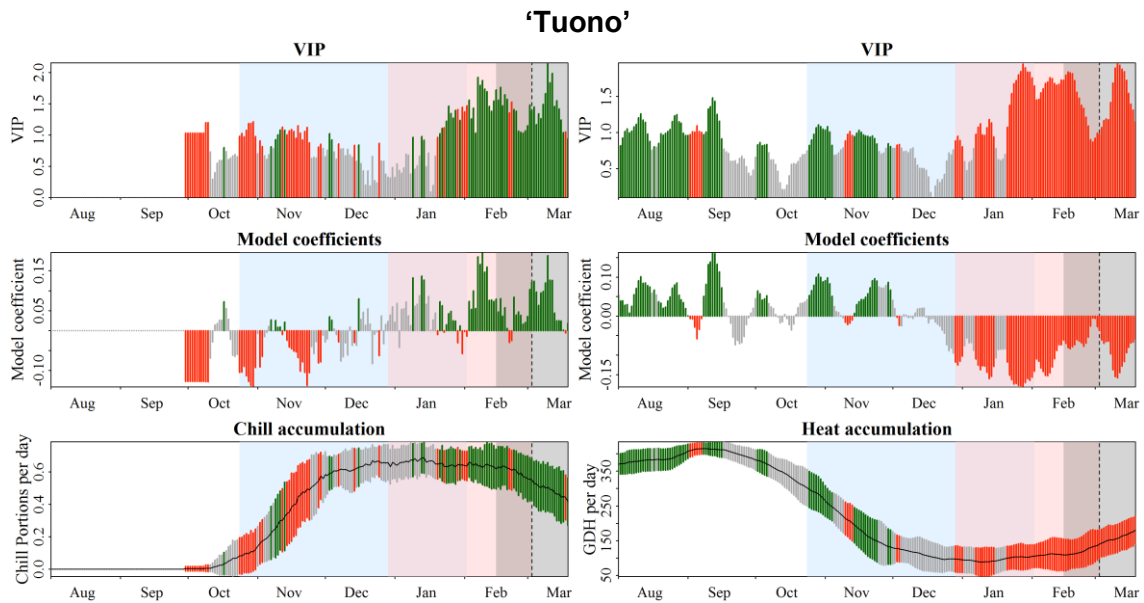 ‘Tuono’
VIP
VIP
2.0
1.5
1.0
0.5
0.0
Aug Sep Oct Nov Dec Jan Feb Mar
VIP
VIP
1.5
1.0
0.5
Aug Sep Oct Nov Dec Jan Feb Mar
Model coefficients
Model coefficient
0.15
0.05
-0.10
Aug Sep Oct Nov Dec Jan Feb Mar
Model coefficients
Model coefficient
0.10
0.00
-0.15
Aug Sep Oct Nov Dec Jan Feb Mar
Chill accumulation
Chill Portions per day
0.6
0.4
0.2
0.0
Aug Sep Oct Nov Dec Jan Feb Mar
Heat accumulation
GDH per day
350
250
150
50
Aug Sep Oct Nov Dec Jan Feb Mar